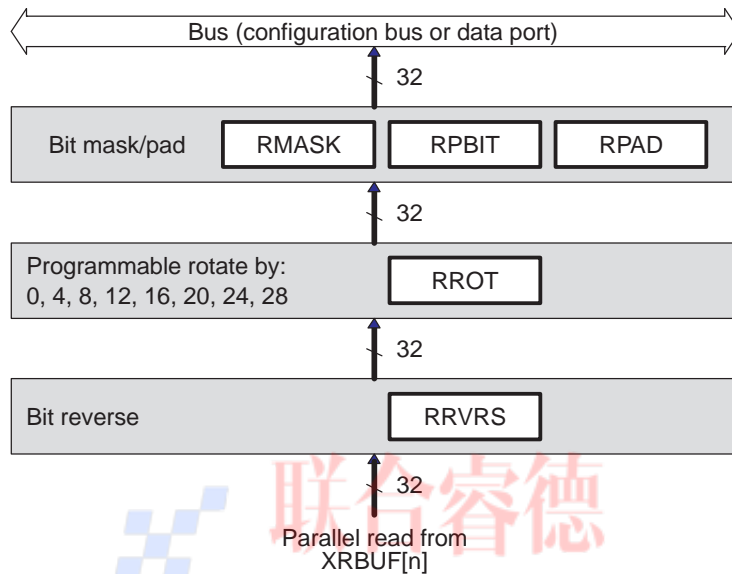 Bus (configuration bus or data port)
32
Bit mask/pad
RMASK
RPBIT
RPAD
32
Programmable rotate by:
0, 4, 8, 12, 16, 20, 24, 28
RROT
32
Bit reverse
RRVRS
32
联合睿德
Parallel read from
XRBUF[n]